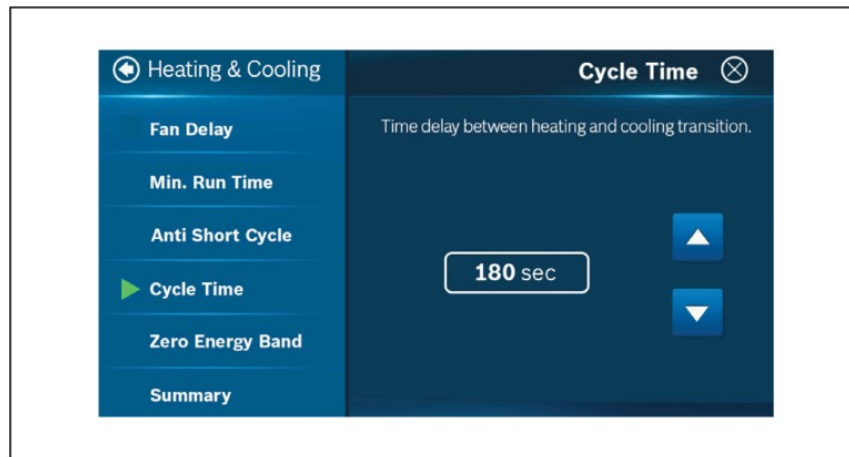 Heating & Cooling
Fan Delay
Min. Run Time
Anti Short Cycle
Cycle Time
Zero Energy Band
Summary
Cycle Time
Time delay between heating and cooling transition.
180 sec